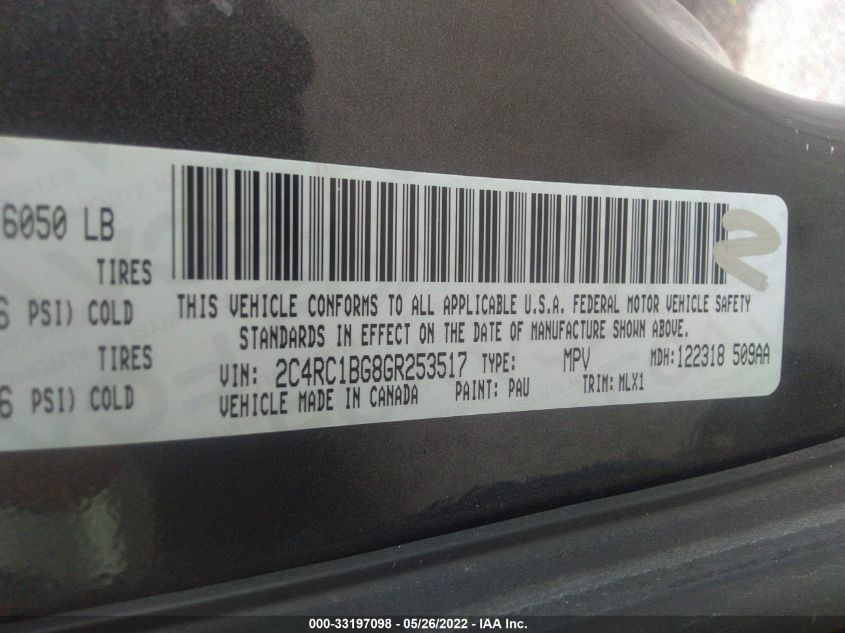 6050 LB
TIRES
6 PSI) COLD
TIRES
6 PSI) COLD
THIS VEHICLE CONFORMS TO ALL APPLICABLE U.S.A. FEDERAL MOTOR VEHICLE SAFETY
STANDARDS IN EFFECT ON THE DATE OF MANUFACTURE SHOWN ABOVE.
VIN: 2C4RC1BG8GR253517 TYPE: MPV MDH:122318 509AA
VEHICLE MADE IN CANADA PAINT: PAU TRIM: MLX1
2
000-33197098 - 05/26/2022 - IAA Inc.